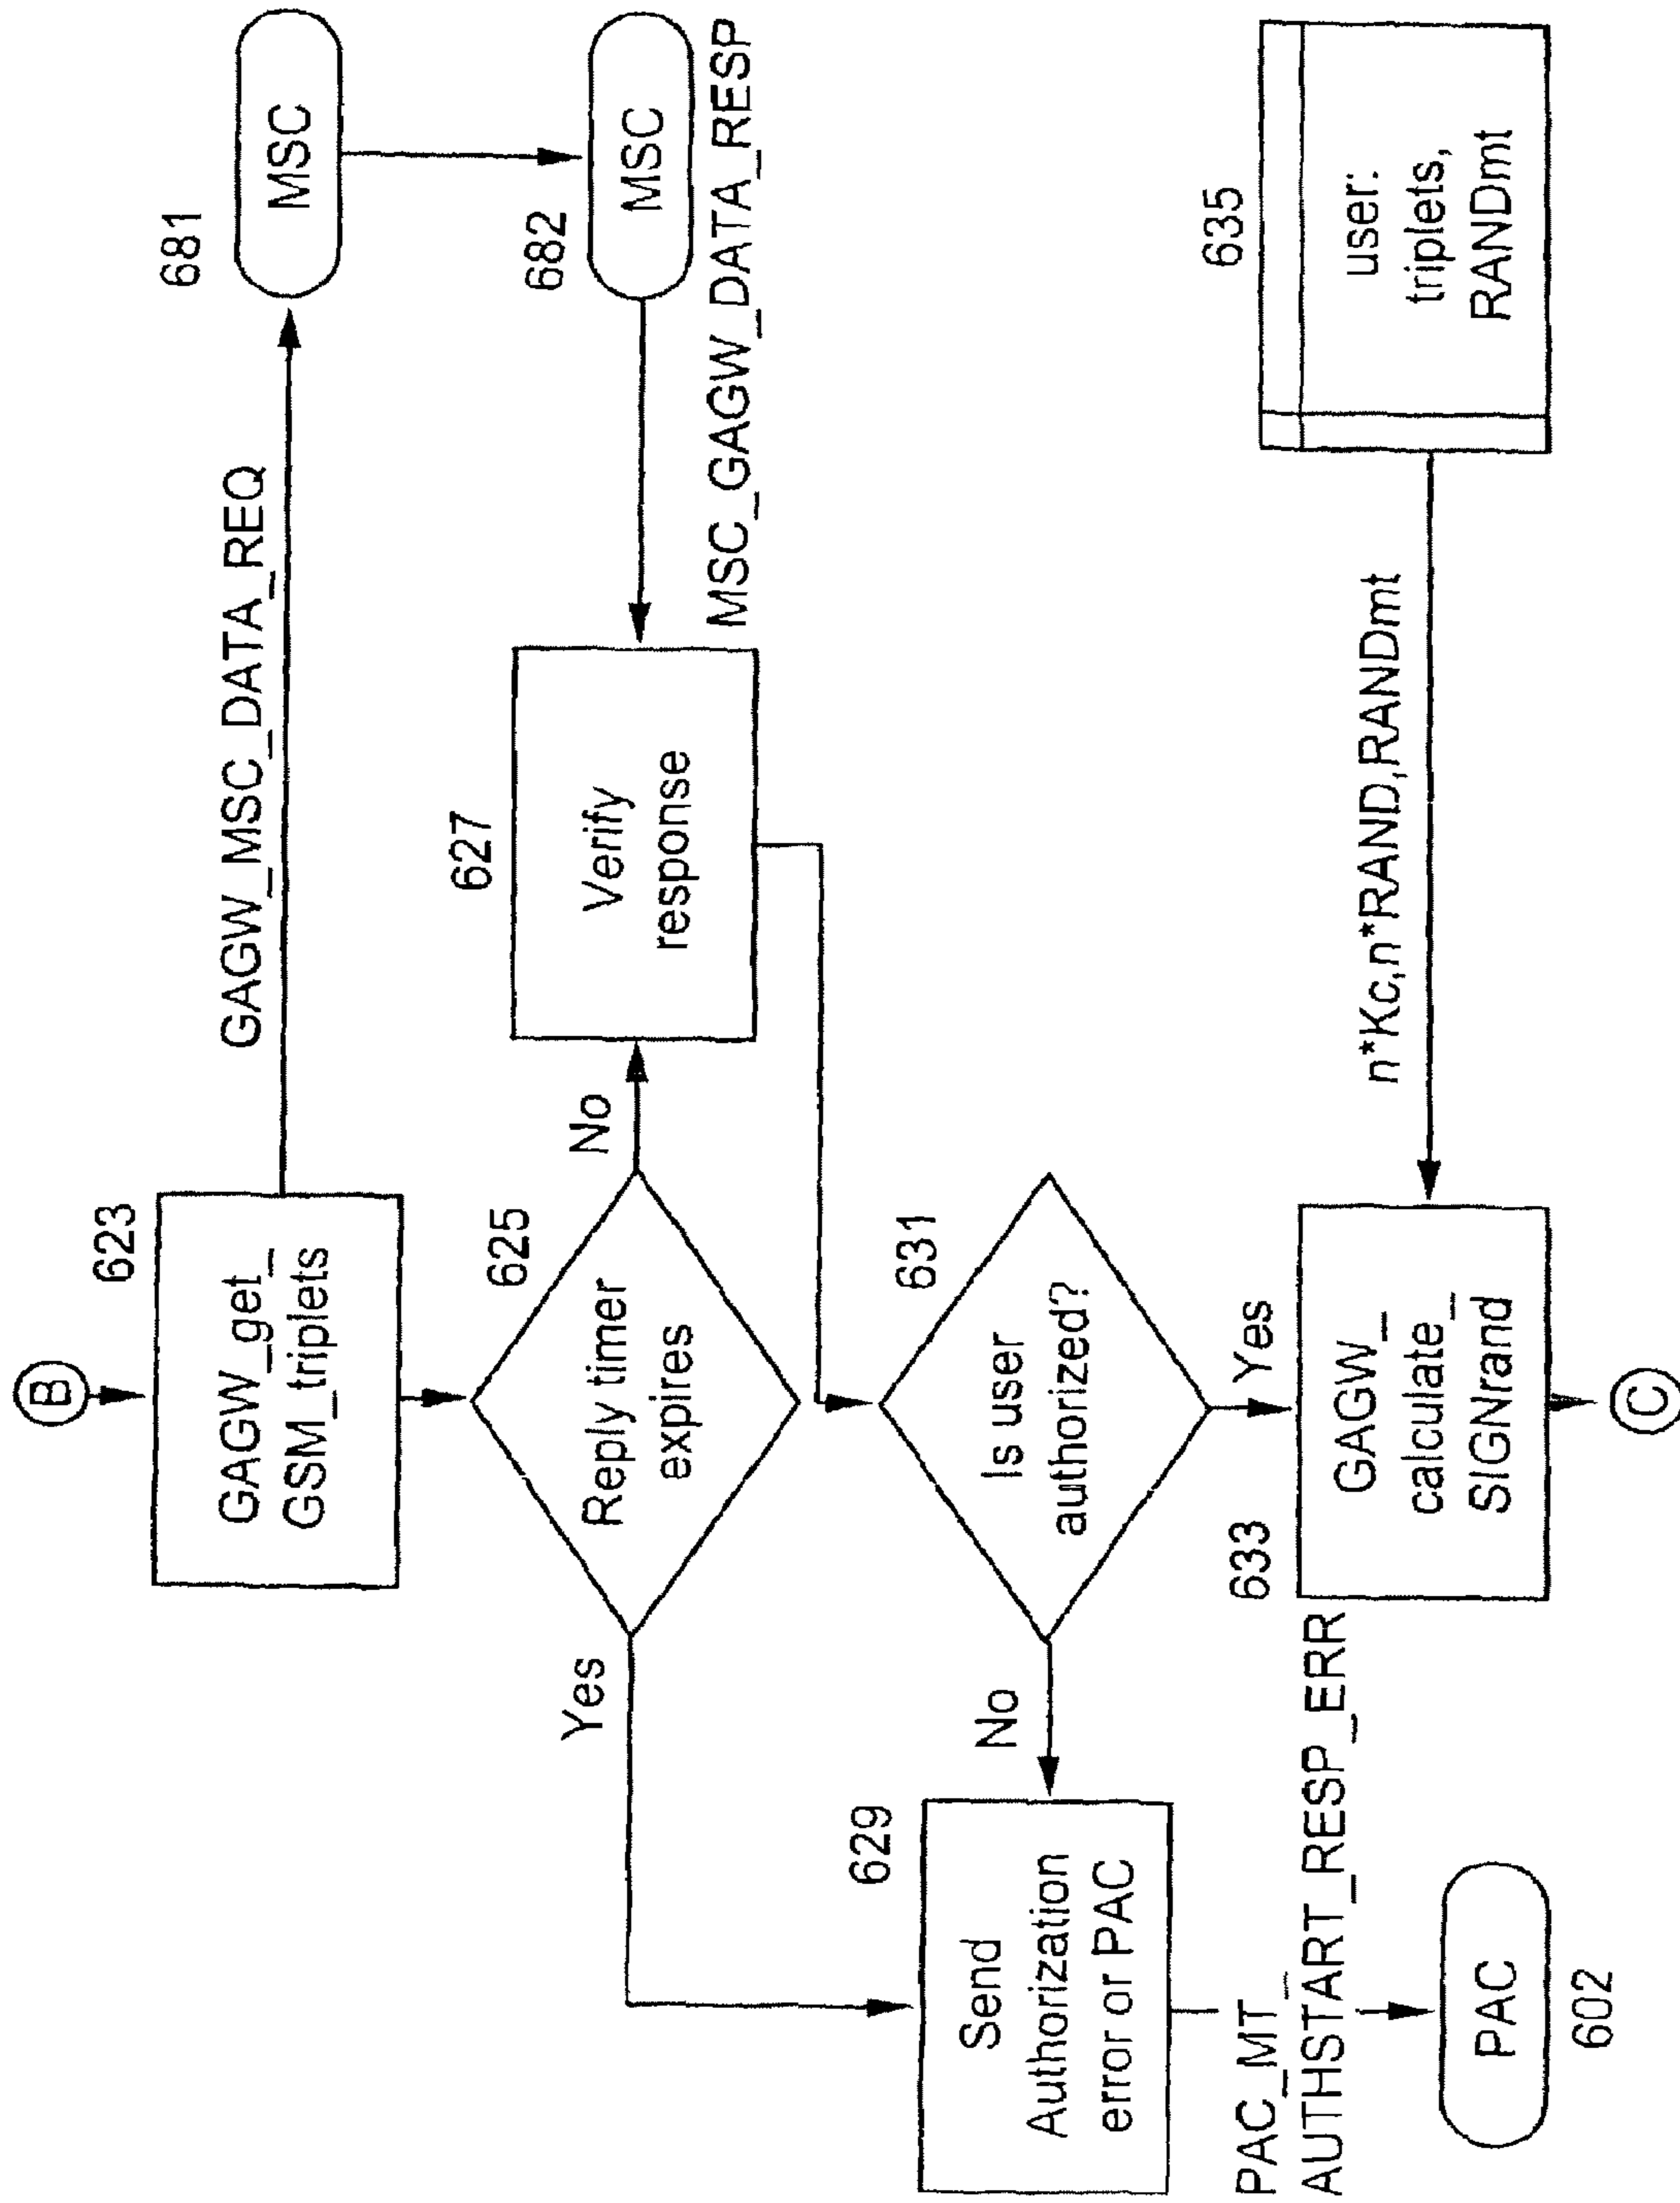 B
623
GAGW_get_
GSM_triplets
GAGW_MSC_DATA_REQ
681
MSC
682
MSC
MSC_GAGW_DATA_RESP
625
Reply timer
expires
Yes
No
627
Verify
response
631
Is user
authorized?
No
Yes
629
Send
Authorization
error or PAC
PAC_MT_
AUTHSTART_RESP_ERR
PAC
602
633
GAGW_
calculate_
SIGNrand
n*Kc,n*RAND,RANDmt
635
user:
triplets,
RANDmt
C